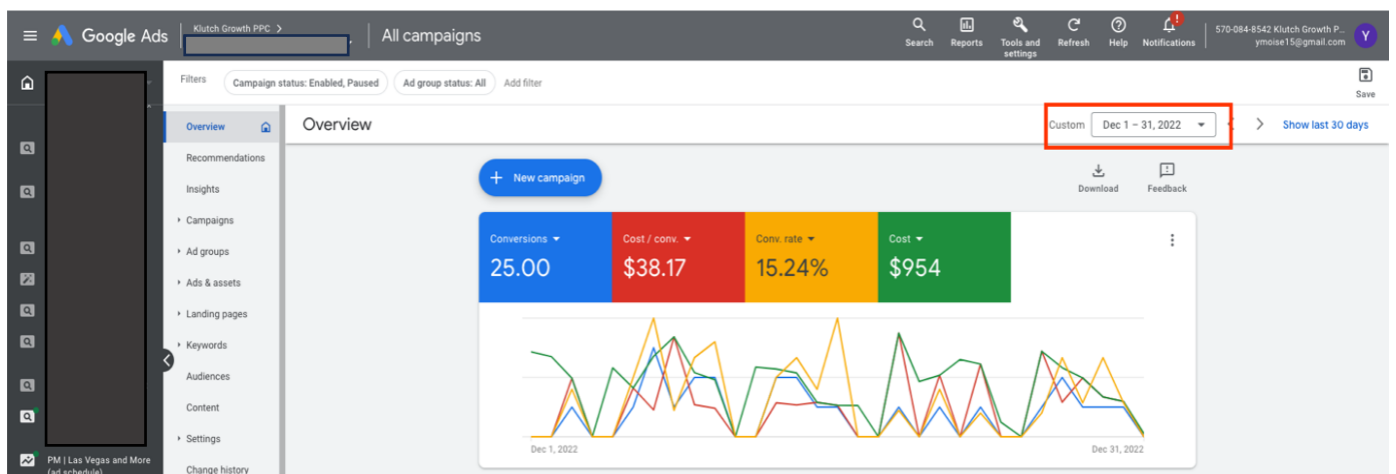 Google Ads
Klutch Growth PPC
All campaigns
Search
Reports
Tools and
settings
Refresh
Help
!
Notifications
570-084-8542 Klutch Growth P...
ymoise15@gmail.com
Y
Filters
Campaign status: Enabled, Paused
Ad group status: All
Add filter
Save
Overview
Recommendations
Insights
Campaigns
Ad groups
Ads & assets
Landing pages
Keywords
Audiences
Content
Settings
Change history
PM | Las Vegas and More
(ad schedule)
Overview
Custom
Dec 1 – 31, 2022
Show last 30 days
+ New campaign
Download
Feedback
Conversions
25.00
Cost / conv.
$38.17
Conv. rate
15.24%
Cost
$954
Dec 1, 2022
Dec 31, 2022